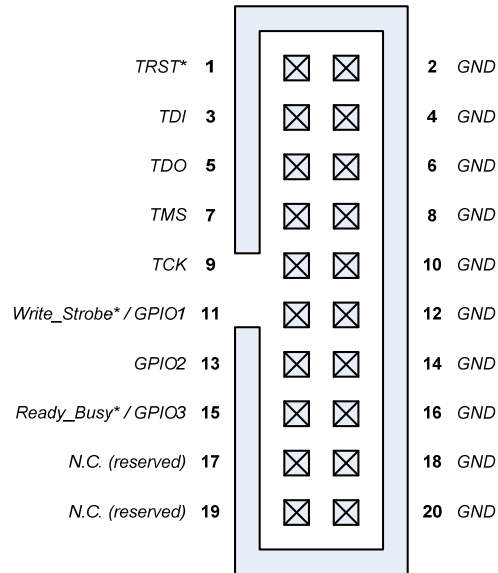 TRST* 1 2 GND
TDI 3 4 GND
TDO 5 6 GND
TMS 7 8 GND
TCK 9 10 GND
Write_Strobe* / GPIO1 11 12 GND
GPIO2 13 14 GND
Ready_Busy* / GPIO3 15 16 GND
N.C. (reserved) 17 18 GND
N.C. (reserved) 19 20 GND